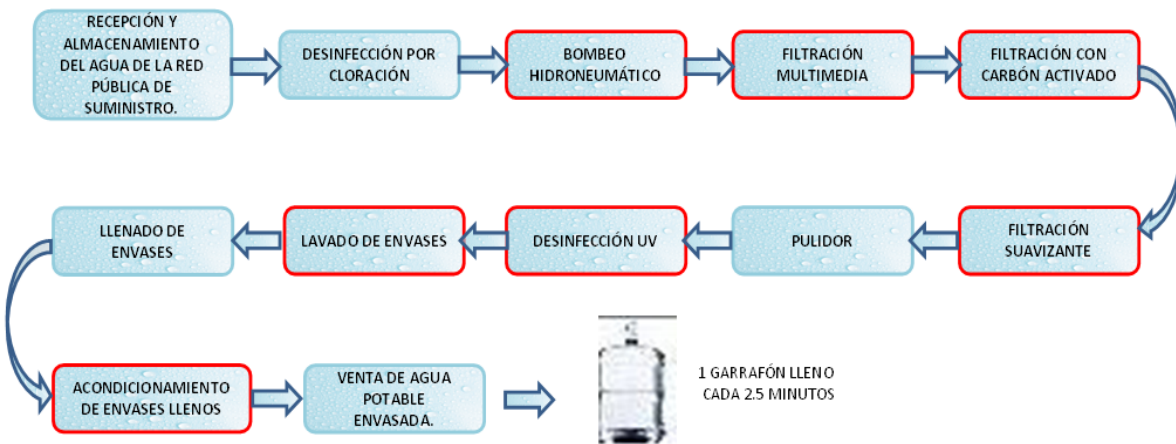 RECEPCIÓN Y
ALMACENAMIENTO
DEL AGUA DE LA RED
PÚBLICA DE
SUMINISTRO.
DESINFECCIÓN POR
CLORACIÓN
BOMBEO
HIDRONEUMÁTICO
FILTRACIÓN
MULTIMEDIA
FILTRACIÓN CON
CARBÓN ACTIVADO
FILTRACIÓN
SUAVIZANTE
PULIDOR
DESINFECCIÓN UV
LAVADO DE ENVASES
LLENADO DE
ENVASES
ACONDICIONAMIENTO
DE ENVASES LLENOS
VENTA DE AGUA
POTABLE
ENVASADA.
1 GARRAFÓN LLENO
CADA 2.5 MINUTOS